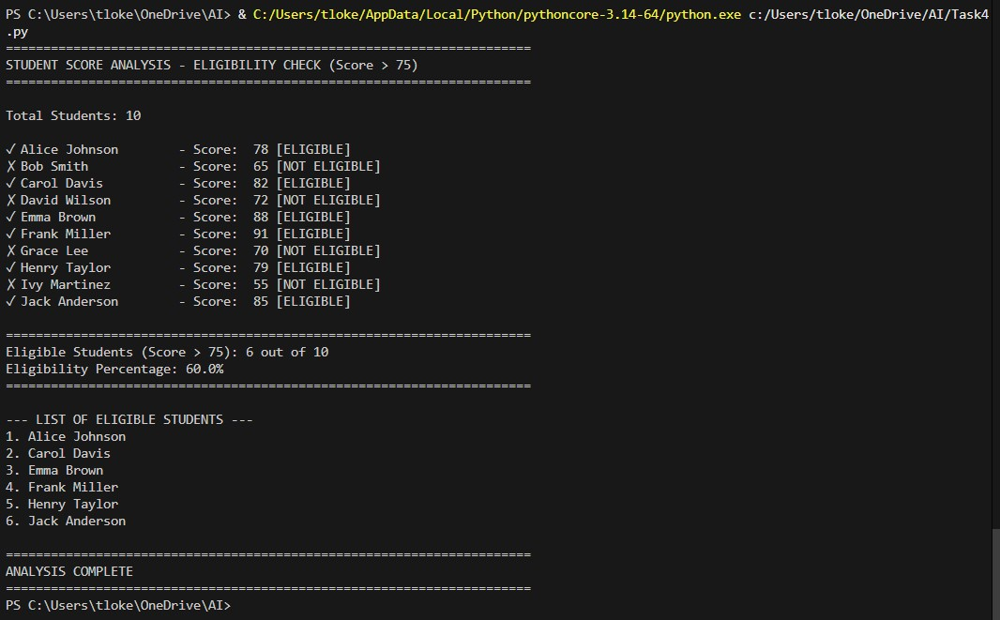 PS C:\Users\tloke\OneDrive\AI> & C:/Users/tloke/AppData/Local/Python/pythoncore-3.14-64/python.exe c:/Users/tloke/OneDrive/AI/Task4
.py
======================================================================
STUDENT SCORE ANALYSIS - ELIGIBILITY CHECK (Score > 75)
======================================================================
Total Students: 10
✓ Alice Johnson        - Score:  78 [ELIGIBLE]
✗ Bob Smith            - Score:  65 [NOT ELIGIBLE]
✓ Carol Davis          - Score:  82 [ELIGIBLE]
✗ David Wilson         - Score:  72 [NOT ELIGIBLE]
✓ Emma Brown           - Score:  88 [ELIGIBLE]
✓ Frank Miller         - Score:  91 [ELIGIBLE]
✗ Grace Lee            - Score:  70 [NOT ELIGIBLE]
✓ Henry Taylor         - Score:  79 [ELIGIBLE]
✗ Ivy Martinez         - Score:  55 [NOT ELIGIBLE]
✓ Jack Anderson        - Score:  85 [ELIGIBLE]
======================================================================
Eligible Students (Score > 75): 6 out of 10
Eligibility Percentage: 60.0%
======================================================================
--- LIST OF ELIGIBLE STUDENTS ---
1. Alice Johnson
2. Carol Davis
3. Emma Brown
4. Frank Miller
5. Henry Taylor
6. Jack Anderson
======================================================================
ANALYSIS COMPLETE
======================================================================
PS C:\Users\tloke\OneDrive\AI>